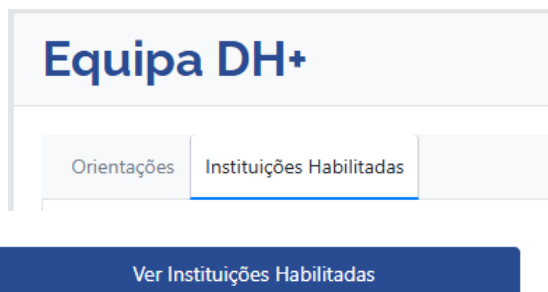 Equipa DH+
Orientações Instituições Habilitadas
Ver Instituições Habilitadas